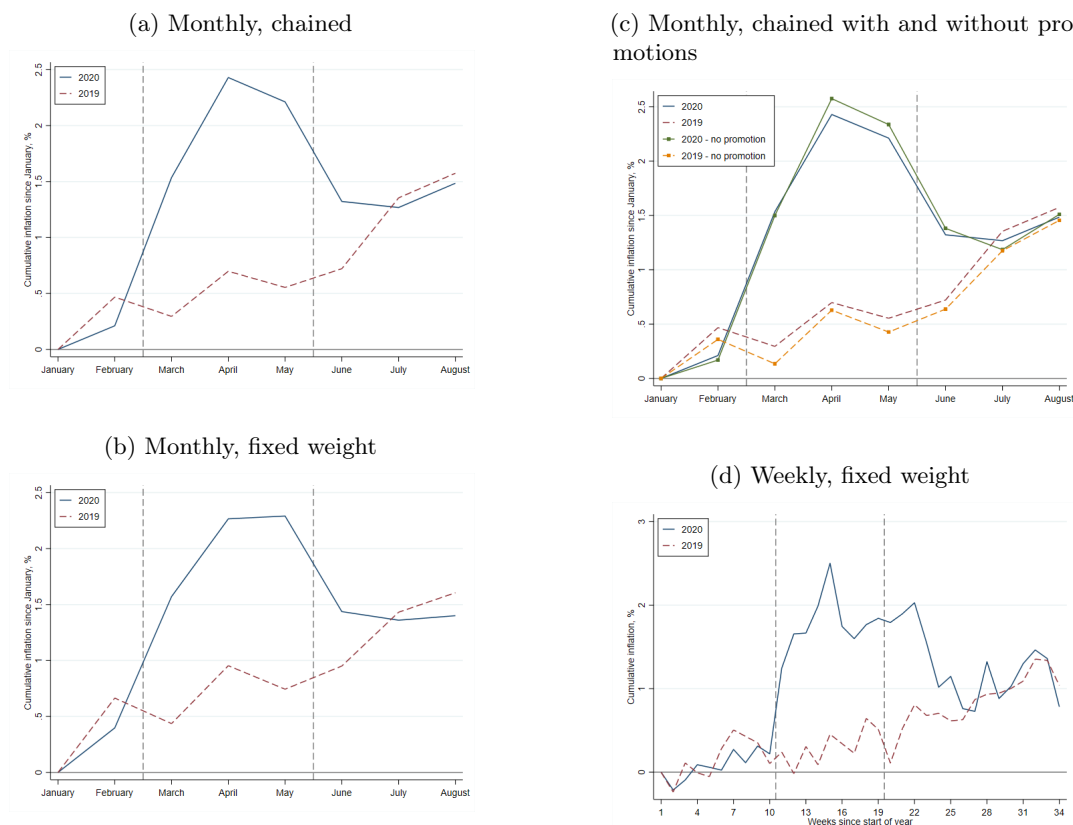 (a) Monthly, chained
Cumulative inflation since January, %
2.5
2
1.5
1
.5
0
2020
2019
January February March April May June July August
(b) Monthly, fixed weight
Cumulative inflation since January, %
2.5
2
1.5
1
.5
0
2020
2019
January February March April May June July August
(c) Monthly, chained with and without pro
motions
Cumulative inflation since January, %
2.5
2
1.5
1
.5
0
2020
2019
2020 - no promotion
2019 - no promotion
January February March April May June July August
(d) Weekly, fixed weight
Cumulative inflation, %
3
2
1
0
2020
2019
1 4 7 10 13 16 19 22 25 28 31 34
Weeks since start of year